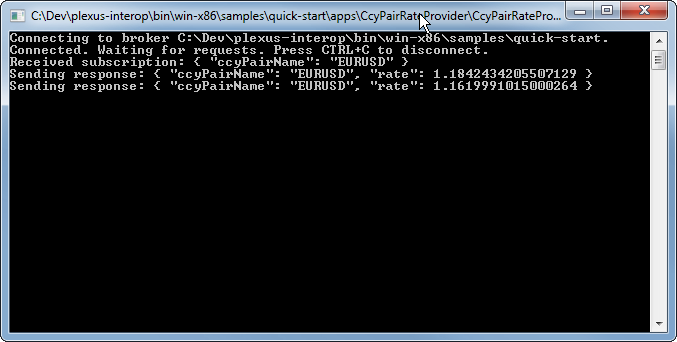 C:\Dev\plexus-interop\bin\win-x86\samples\quick-start\apps\CcyPairRateProvider\CcyPairRatePro...
Connecting to broker C:\Dev\plexus-interop\bin\win-x86\samples\quick-start.
Connected. Waiting for requests. Press CTRL+C to disconnect.
Received subscription: { "ccyPairName": "EURUSD" }
Sending response: { "ccyPairName": "EURUSD", "rate": 1.1842434205507129 }
Sending response: { "ccyPairName": "EURUSD", "rate": 1.1619991015000264 }